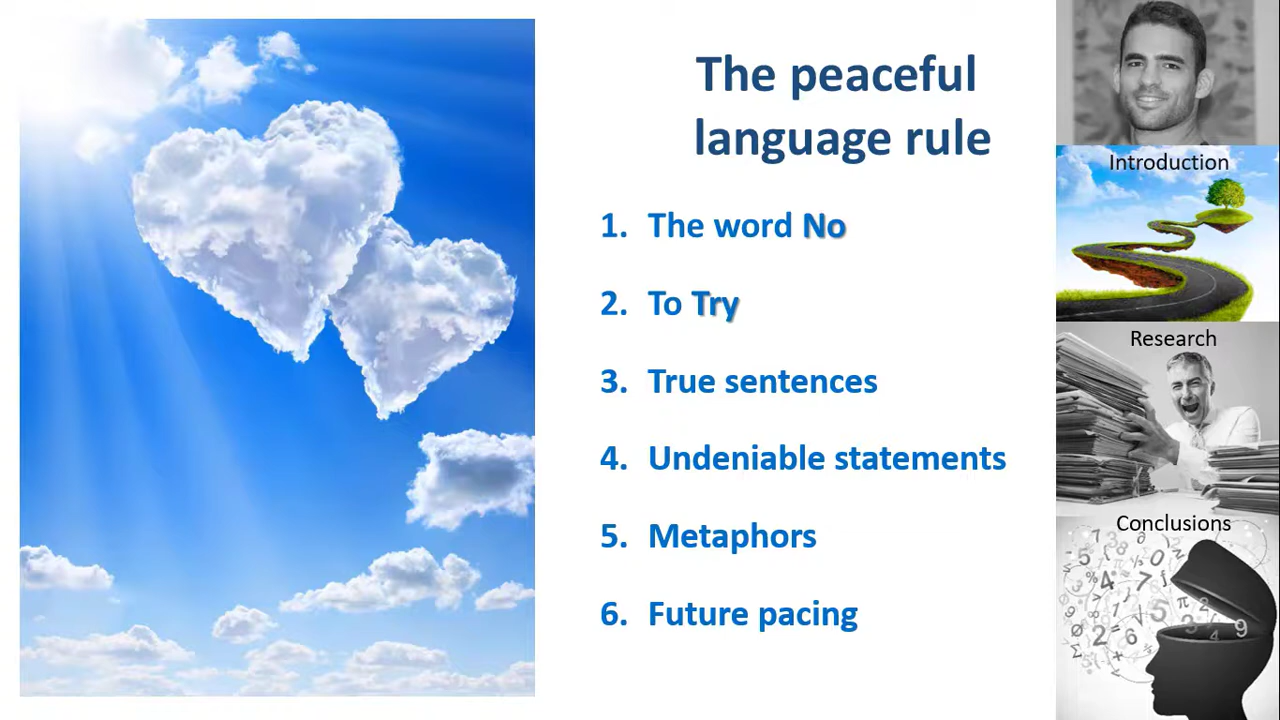 The peaceful
language rule
1. The word No
2. To Try
3. True sentences
4. Undeniable statements
5. Metaphors
6. Future pacing
Introduction
Research
Conclusions